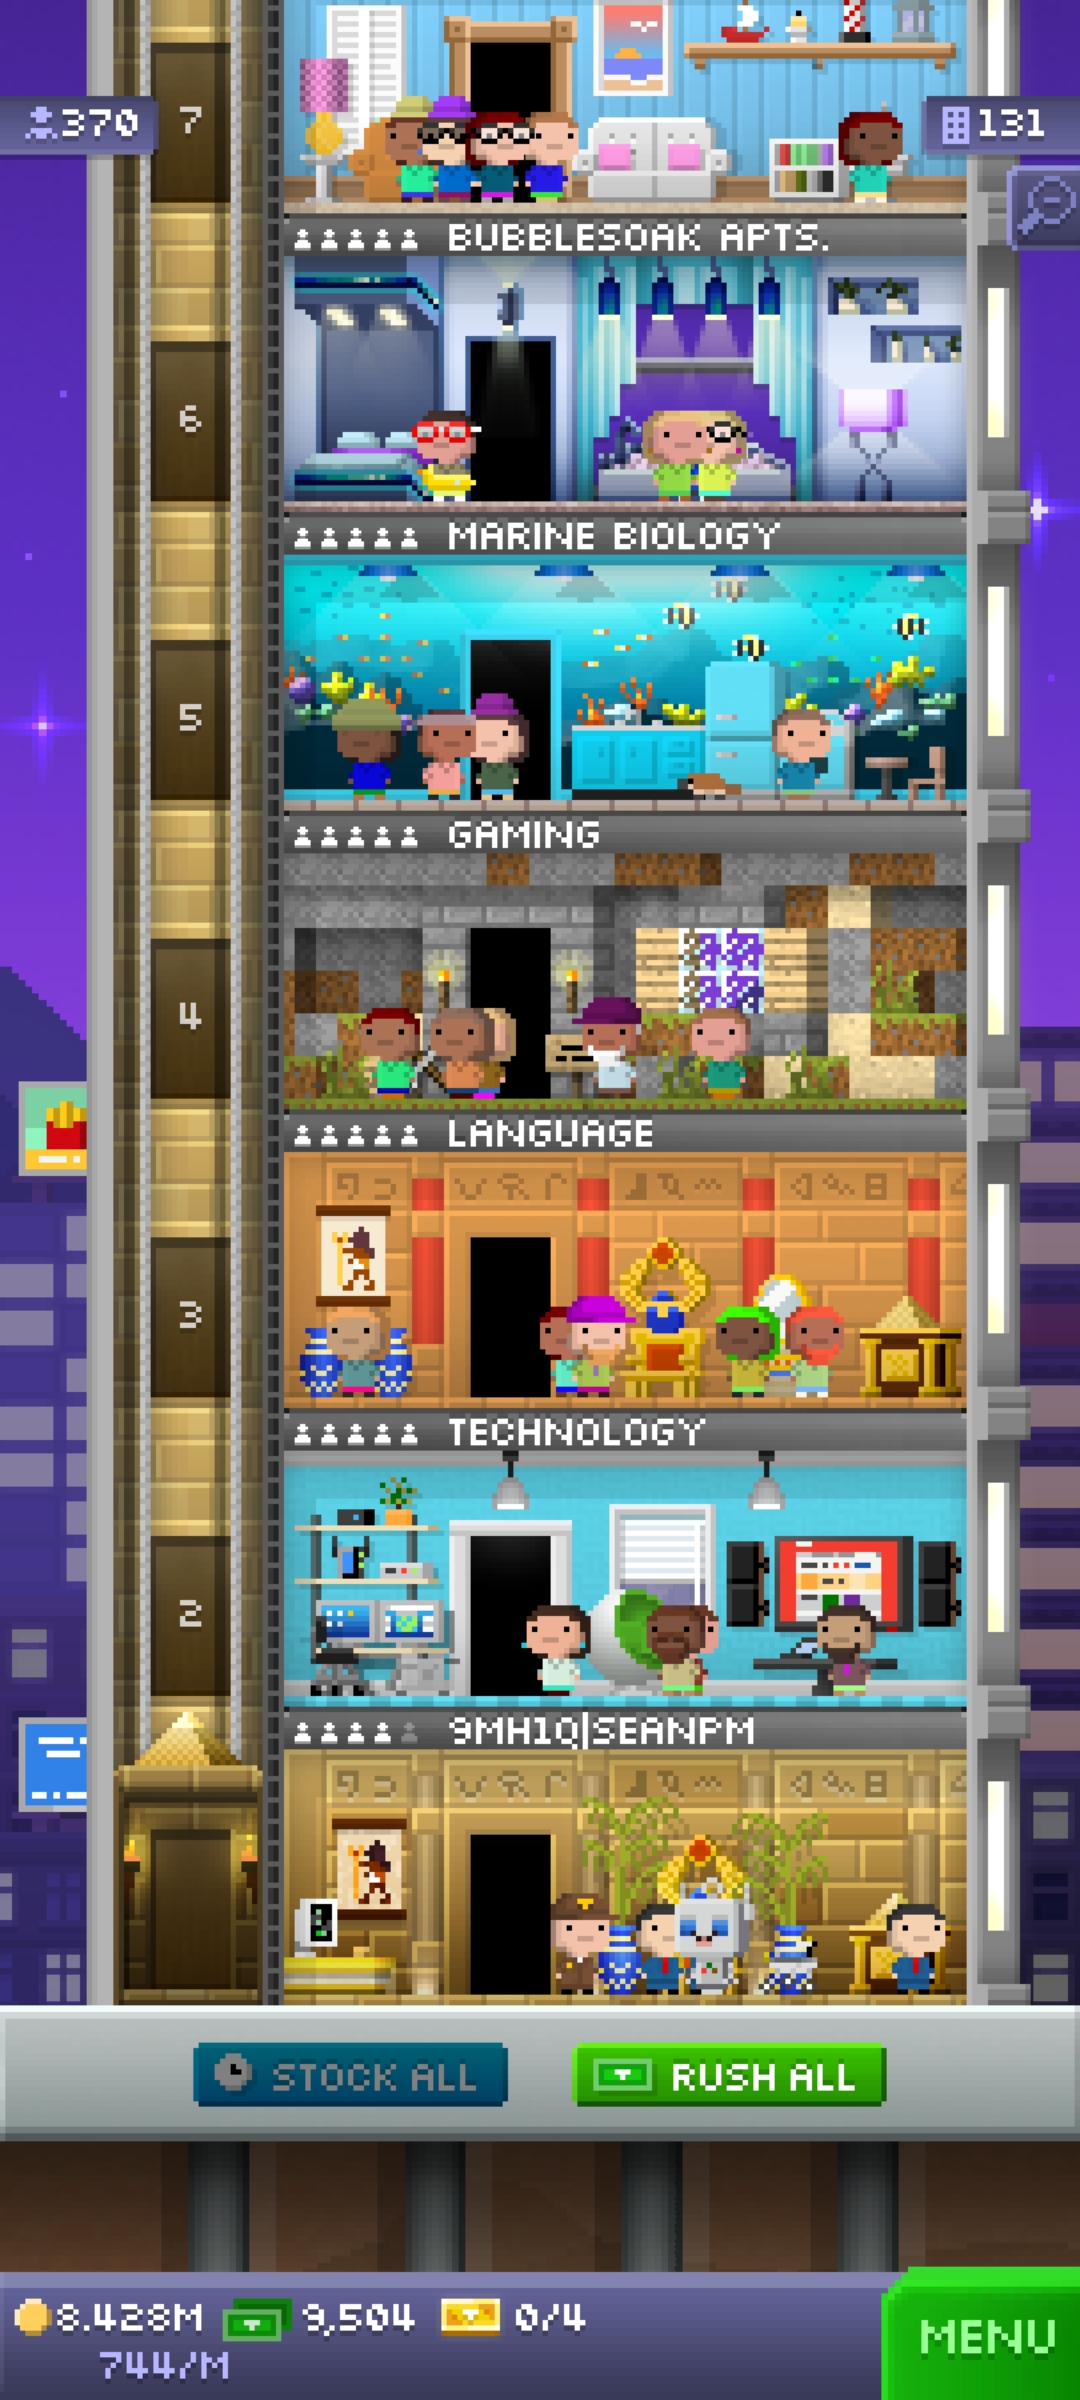 370
7
131
BUBBLESOAK APTS.
6
MARINE BIOLOGY
5
GAMING
4
LANGUAGE
3
TECHNOLOGY
2
9MH1Q|SEANPM
STOCK ALL
RUSH ALL
8.428M
9,504
0/4
744/M
MENU